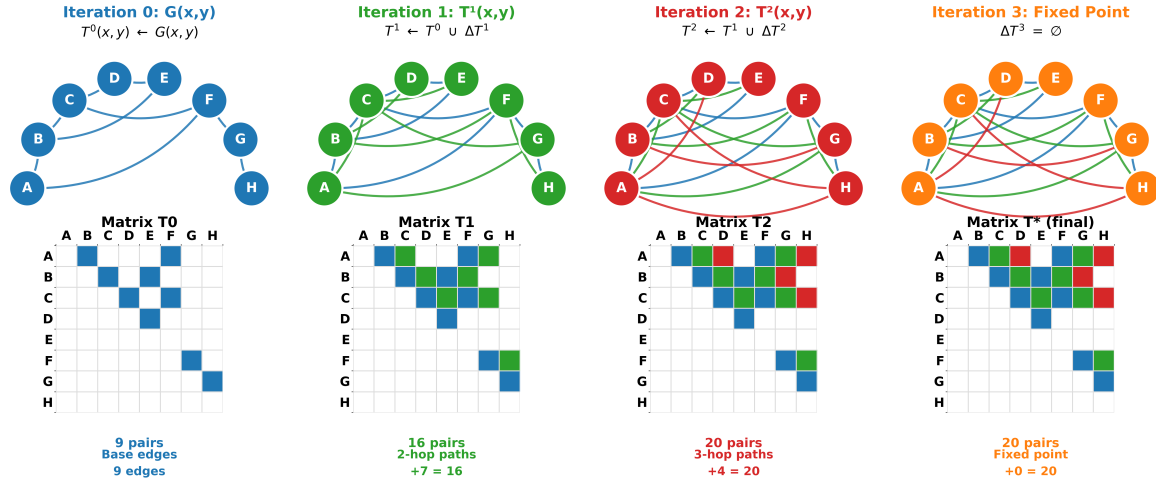 Iteration 0: G(x,y)
T⁰(x, y) ← G(x, y)
D E
C F
B G
A H
Matrix T0
A B C D E F G H
A
B
C
D
E
F
G
H
9 pairs
Base edges
9 edges
Iteration 1: T¹(x,y)
T¹ ← T⁰ ∪ ΔT¹
D E
C F
B G
A H
Matrix T1
A B C D E F G H
A
B
C
D
E
F
G
H
16 pairs
2-hop paths
+7 = 16
Iteration 2: T²(x,y)
T² ← T¹ ∪ ΔT²
D E
C F
B G
A H
Matrix T2
A B C D E F G H
A
B
C
D
E
F
G
H
20 pairs
3-hop paths
+4 = 20
Iteration 3: Fixed Point
ΔT³ = ∅
D E
C F
B G
A H
Matrix T* (final)
A B C D E F G H
A
B
C
D
E
F
G
H
20 pairs
Fixed point
+0 = 20